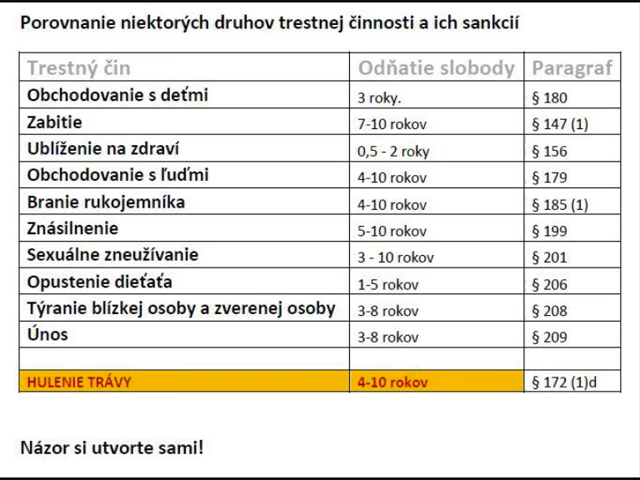 Porovnanie niektorých druhov trestnej činnosti a ich sankcií
Trestný čin Odňatie slobody Paragraf
Obchodovanie s deťmi 3 roky. § 180
Zabitie 7-10 rokov § 147 (1)
Ublíženie na zdraví 0,5 - 2 roky § 156
Obchodovanie s ľuďmi 4-10 rokov § 179
Branie rukojemníka 4-10 rokov § 185 (1)
Znásilnenie 5-10 rokov § 199
Sexuálne zneužívanie 3 - 10 rokov § 201
Opustenie dieťaťa 1-5 rokov § 206
Týranie blízkej osoby a zverenej osoby 3-8 rokov § 208
Únos 3-8 rokov § 209
HULENIE TRÁVY 4-10 rokov § 172 (1)d
Názor si utvorte sami!